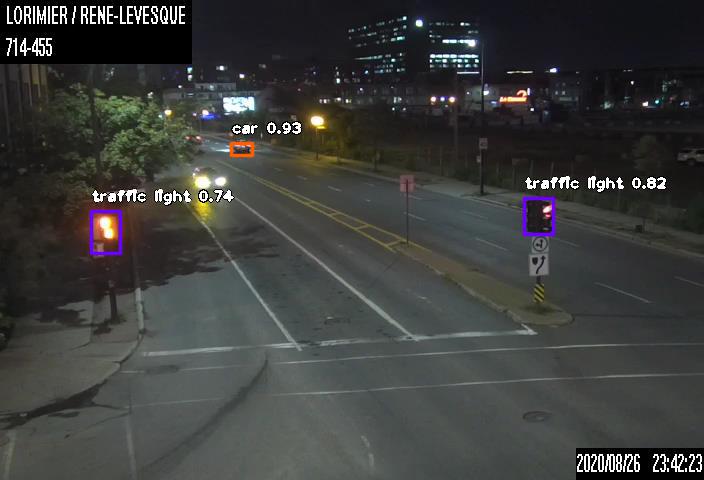 LORIMIER / RENE-LEVESQUE
714-455
car 0.93
traffic light 0.74
traffic light 0.82
2020/08/26 23:42:23